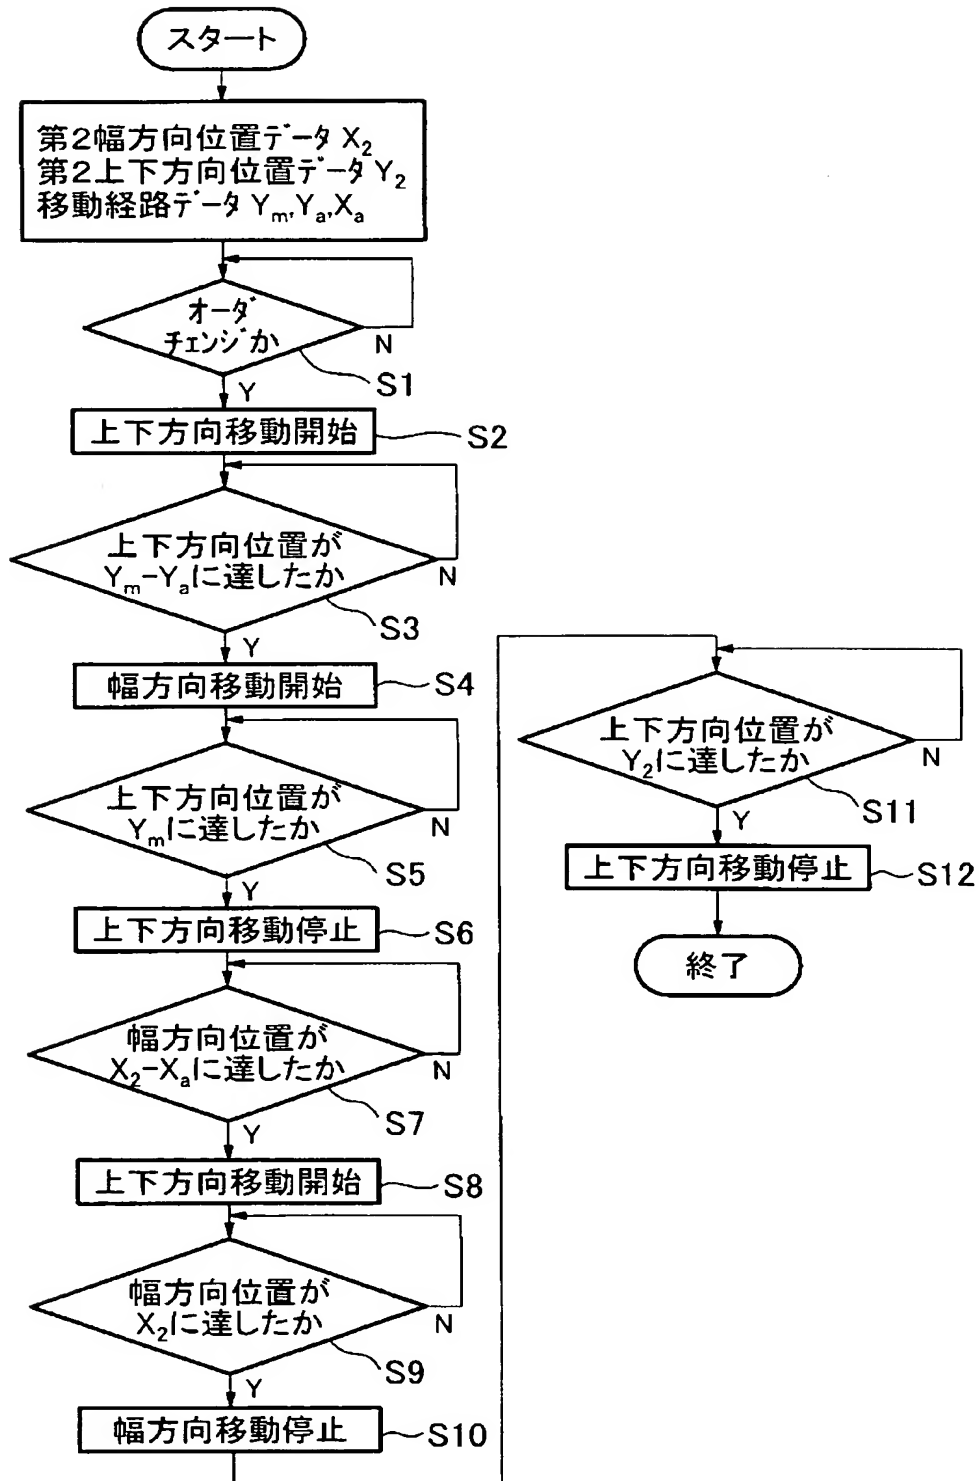 スタート
第2幅方向位置データ X₂
第2上下方向位置データ Y₂
移動経路データ Yₘ,Yₐ,Xₐ
オーダ
チェンジか
N
S1
Y
上下方向移動開始
S2
上下方向位置が
Yₘ−Yₐに達したか
N
S3
Y
幅方向移動開始
S4
上下方向位置が
Yₘに達したか
N
S5
Y
上下方向移動停止
S6
幅方向位置が
X₂−Xₐに達したか
N
S7
Y
上下方向移動開始
S8
幅方向位置が
X₂に達したか
N
S9
Y
幅方向移動停止
S10
上下方向位置が
Y₂に達したか
N
S11
Y
上下方向移動停止
S12
終了